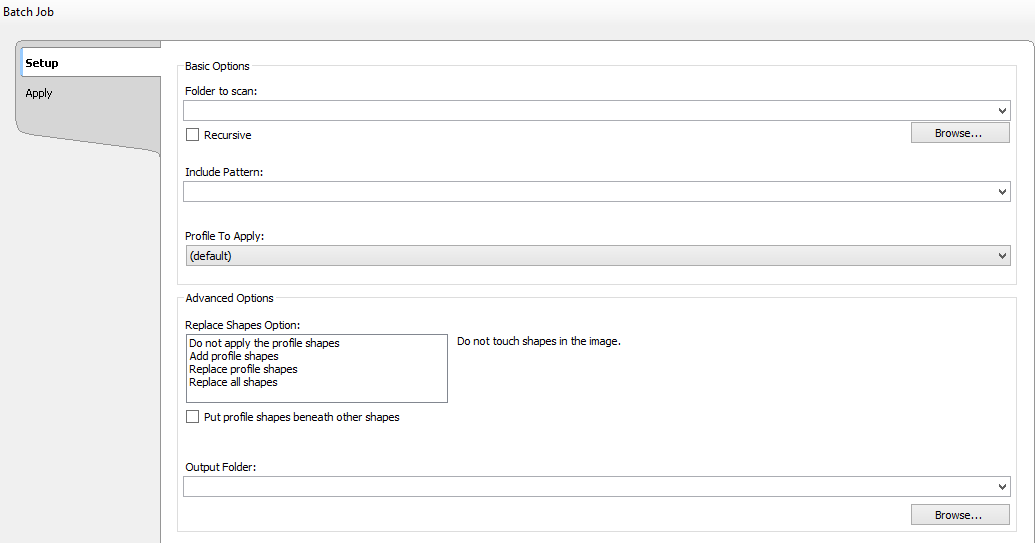 Batch Job
Setup
Apply
Basic Options
Folder to scan:
Recursive
Browse...
Include Pattern:
Profile To Apply:
(default)
Advanced Options
Replace Shapes Option:
Do not apply the profile shapes
Add profile shapes
Replace profile shapes
Replace all shapes
Do not touch shapes in the image.
Put profile shapes beneath other shapes
Output Folder:
Browse...